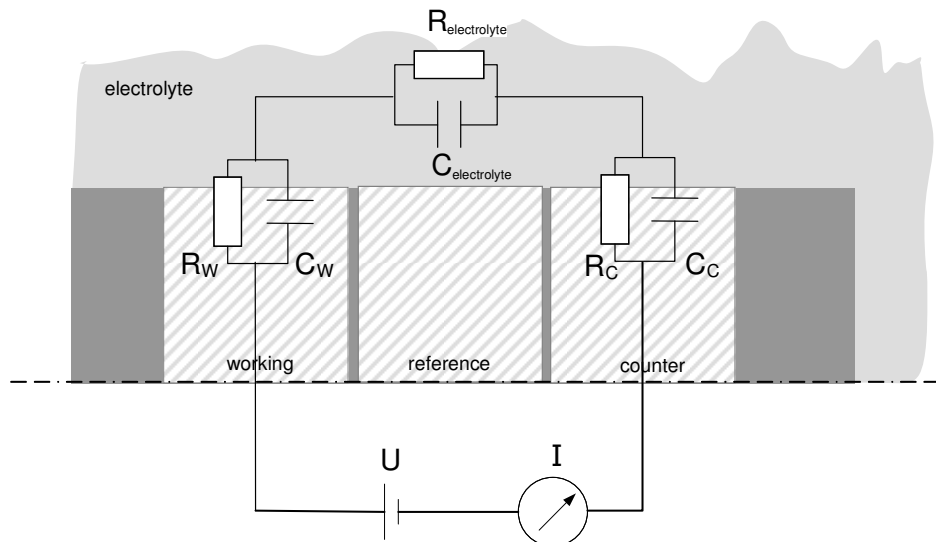 Relectrolyte
electrolyte
Celectrolyte
RW
CW
RC
CC
working
reference
counter
U
I